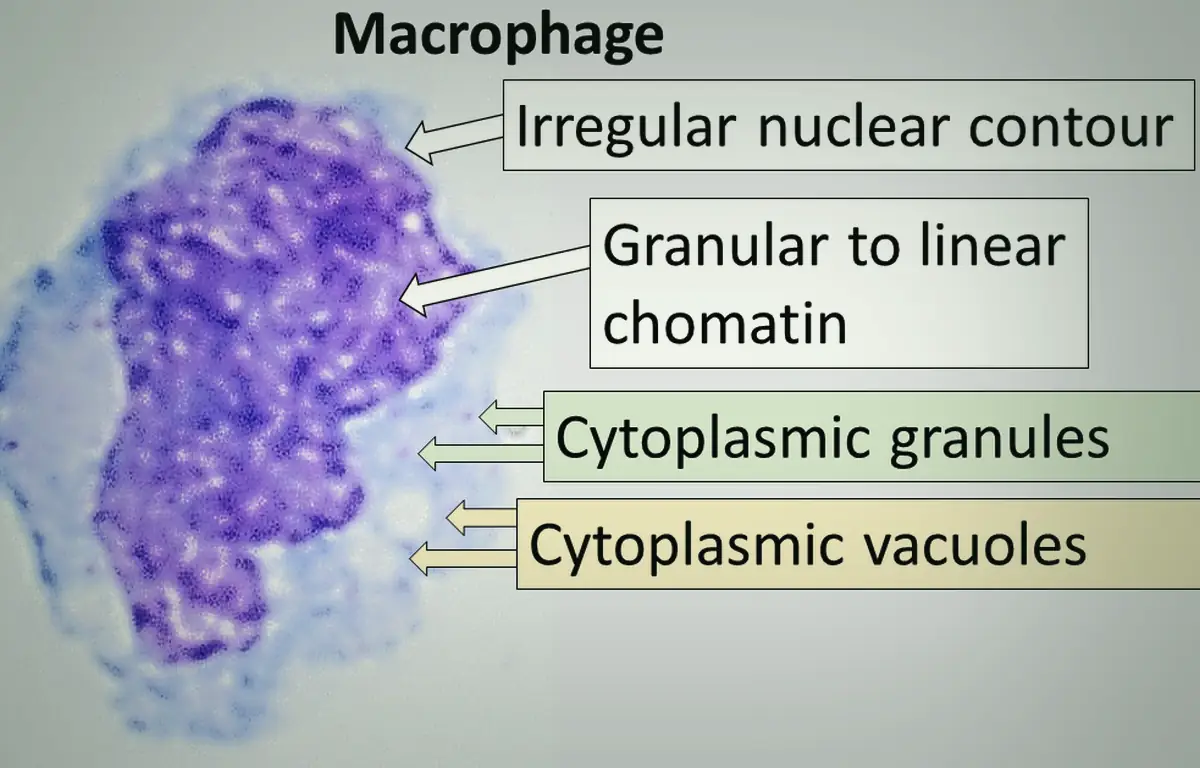 Macrophage
Irregular nuclear contour
Granular to linear
chomatin
Cytoplasmic granules
Cytoplasmic vacuoles